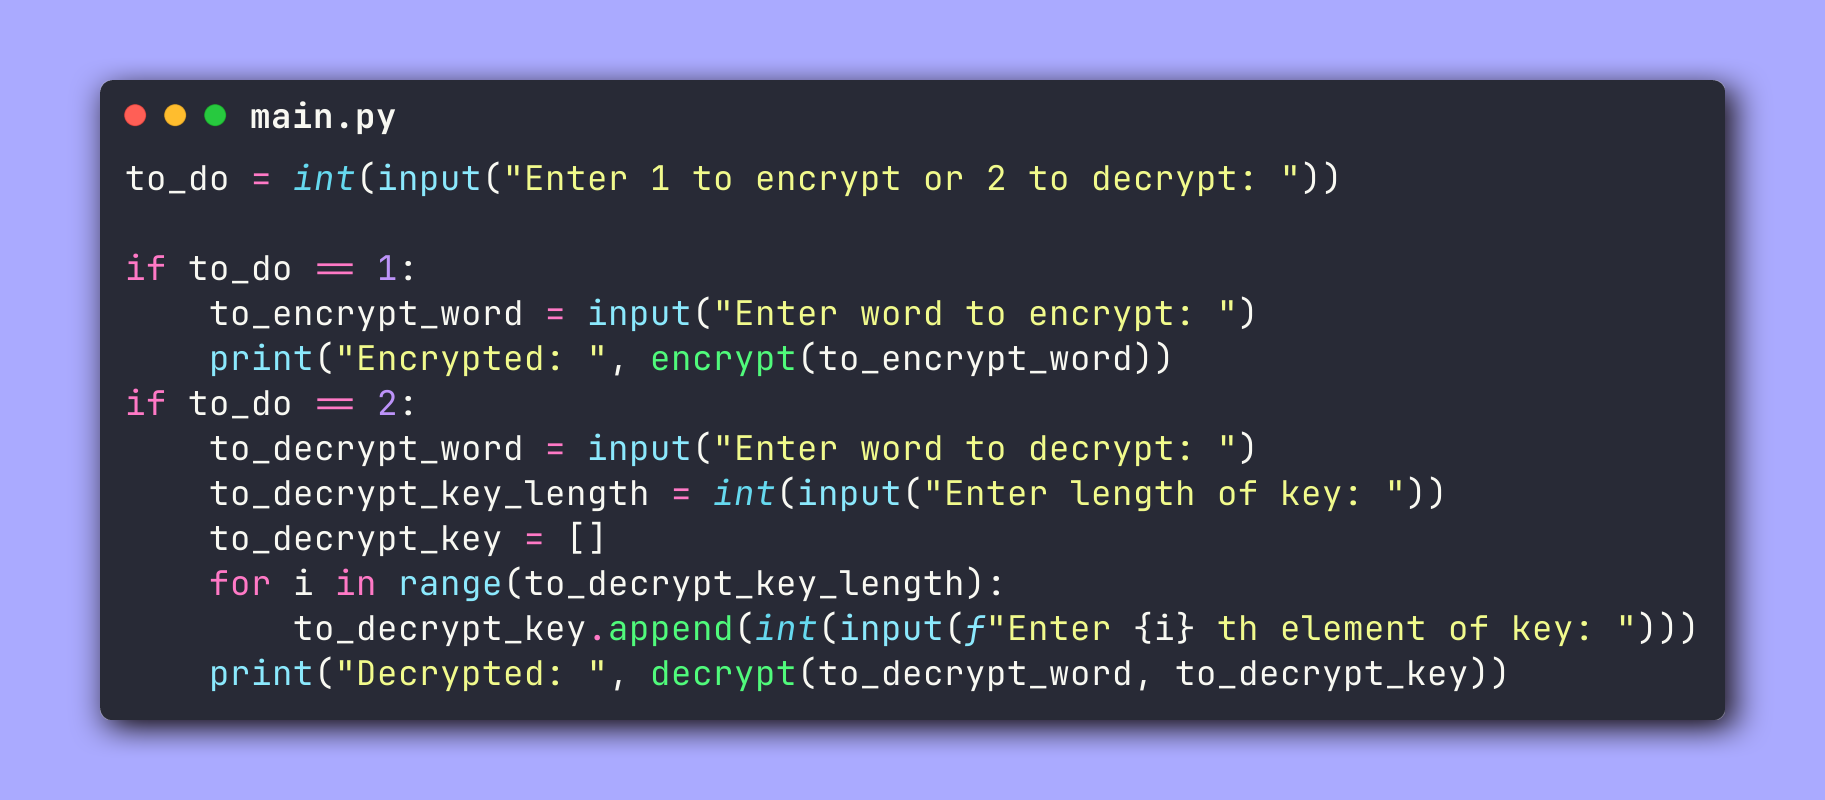 main.py
to_do = int(input("Enter 1 to encrypt or 2 to decrypt: "))

if to_do == 1:
    to_encrypt_word = input("Enter word to encrypt: ")
    print("Encrypted: ", encrypt(to_encrypt_word))
if to_do == 2:
    to_decrypt_word = input("Enter word to decrypt: ")
    to_decrypt_key_length = int(input("Enter length of key: "))
    to_decrypt_key = []
    for i in range(to_decrypt_key_length):
        to_decrypt_key.append(int(input(f"Enter {i} th element of key: ")))
    print("Decrypted: ", decrypt(to_decrypt_word, to_decrypt_key))